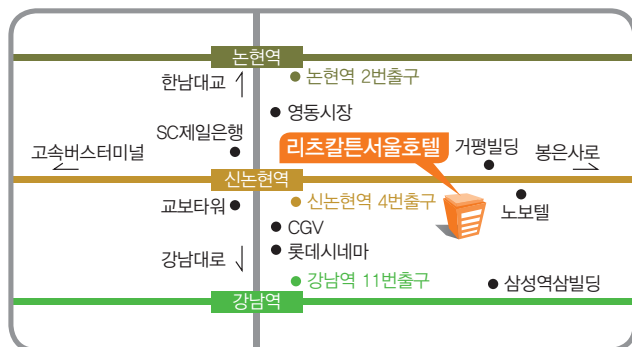 논현역
한남대교
논현역 2번출구
영동시장
SC제일은행
리츠칼튼서울호텔
거평빌딩
봉은사로
고속버스터미널
신논현역
교보타워
신논현역 4번출구
노보텔
CGV
롯데시네마
강남대로
강남역 11번출구
삼성역삼빌딩
강남역